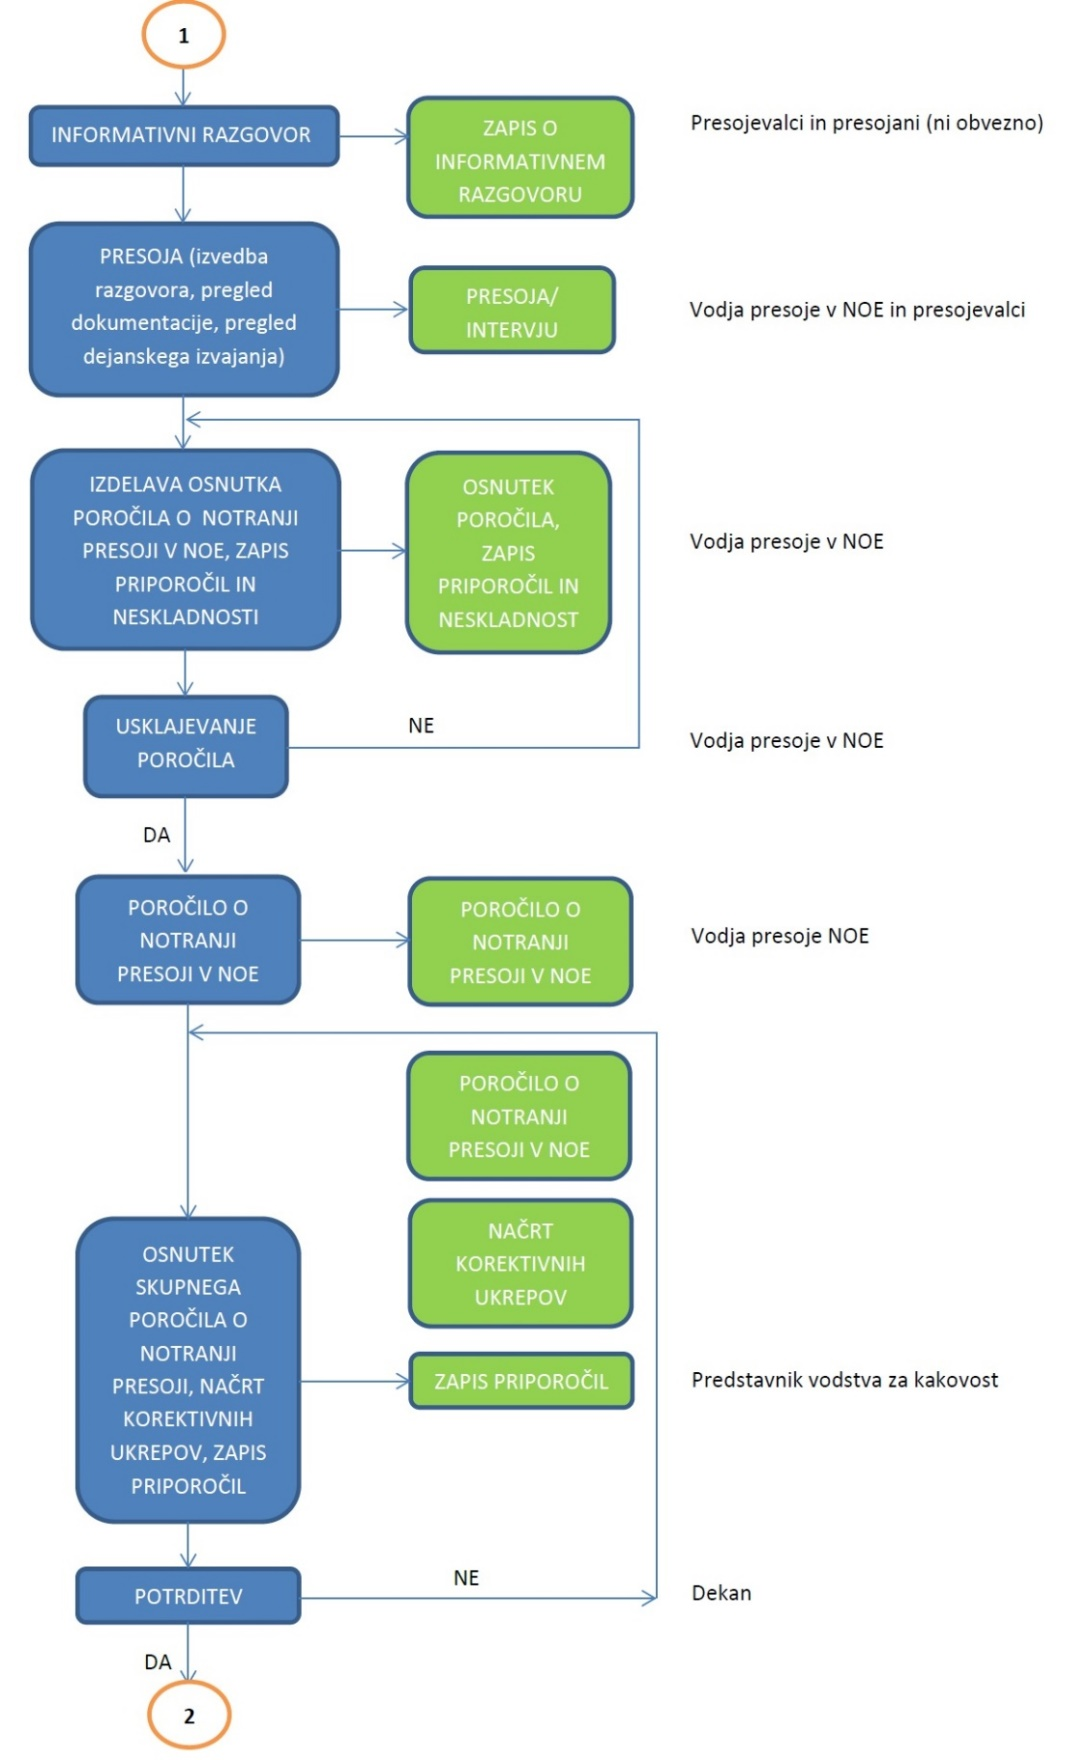 1
INFORMATIVNI RAZGOVOR
ZAPIS O
INFORMATIVNEM
RAZGOVORU
Presojevalci in presojani (ni obvezno)
PRESOJA (izvedba
razgovora, pregled
dokumentacije, pregled
dejanskega izvajanja)
PRESOJA/
INTERVJU
Vodja presoje v NOE in presojevalci
IZDELAVA OSNUTKA
POROČILA O NOTRANJI
PRESOJI V NOE, ZAPIS
PRIPOROČIL IN
NESKLADNOSTI
OSNUTEK
POROČILA,
ZAPIS
PRIPOROČIL IN
NESKLADNOST
Vodja presoje v NOE
USKLAJEVANJE
POROČILA
NE
Vodja presoje v NOE
DA
POROČILO O
NOTRANJI
PRESOJI V NOE
POROČILO O
NOTRANJI
PRESOJI V NOE
Vodja presoje NOE
POROČILO O
NOTRANJI
PRESOJI V NOE
NAČRT
KOREKTIVNIH
UKREPOV
OSNUTEK
SKUPNEGA
POROČILA O
NOTRANJI
PRESOJI, NAČRT
KOREKTIVNIH
UKREPOV, ZAPIS
PRIPOROČIL
ZAPIS PRIPOROČIL
Predstavnik vodstva za kakovost
POTRDITEV
NE
Dekan
DA
2